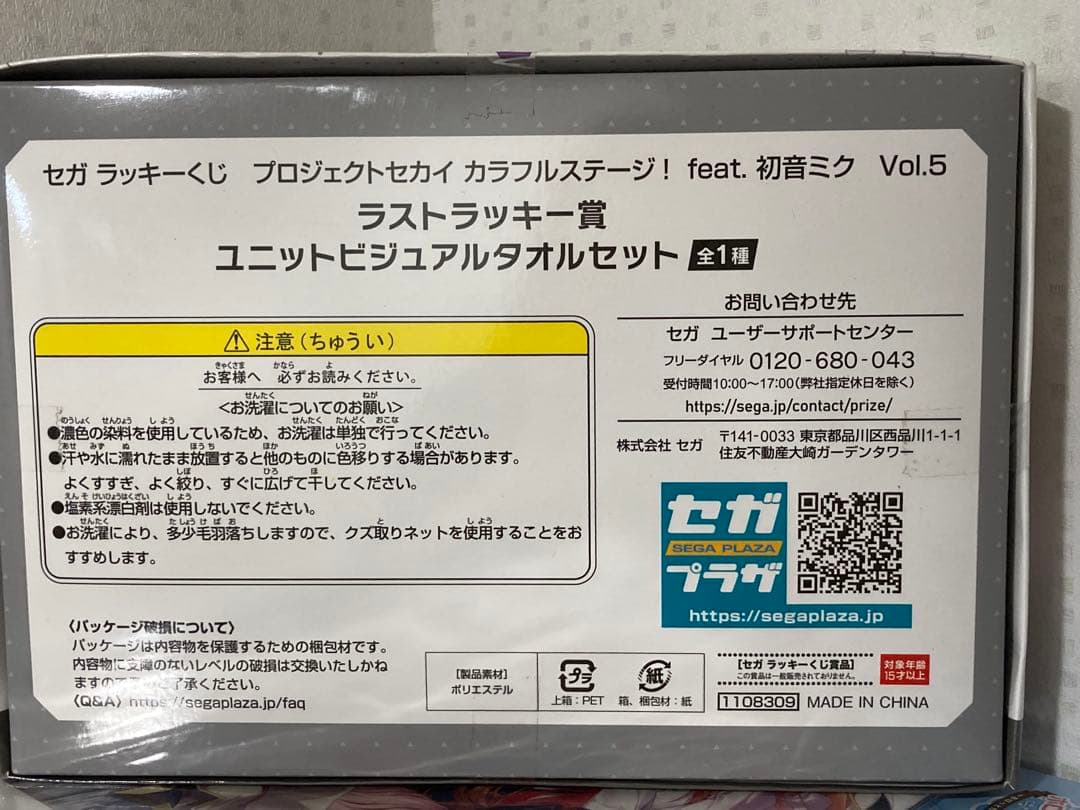 セガ ラッキーくじ プロジェクトセカイ カラフルステージ! feat. 初音ミク Vol.5
ラストラッキー賞
ユニットビジュアルタオルセット 全1種
⚠注意(ちゅうい)
お客様へ 必ずお読みください。
<お洗濯についてのお願い>
●濃色の染料を使用しているため、お洗濯は単独で行ってください。
●汗や水に濡れたまま放置すると他のものに色移りする場合があります。
よくすすぎ、よく絞り、すぐに広げて干してください。
●塩素系漂白剤は使用しないでください。
●お洗濯により、多少毛羽落ちしますので、クズ取りネットを使用することをお
すすめします。
お問い合わせ先
セガ ユーザーサポートセンター
フリーダイヤル 0120-680-043
受付時間10:00〜17:00(弊社指定休日を除く)
https://sega.jp/contact/prize/
株式会社 セガ 〒141-0033 東京都品川区西品川1-1-1
住友不動産大崎ガーデンタワー
セガ
SEGA PLAZA
プラザ
https://segaplaza.jp
〈パッケージ破損について〉
パッケージは内容物を保護するための梱包材です。
内容物に支障のないレベルの破損は交換いたしかね
ますので ご了承ください。
〈Q&A〉https://segaplaza.jp/faq
[製品素材]
ポリエステル
プラ
上箱:PET
紙
箱、梱包材:紙
[セガ ラッキーくじ賞品]
この賞品は一般販売されておりません。
対象年齢
15才以上
1108309 MADE IN CHINA